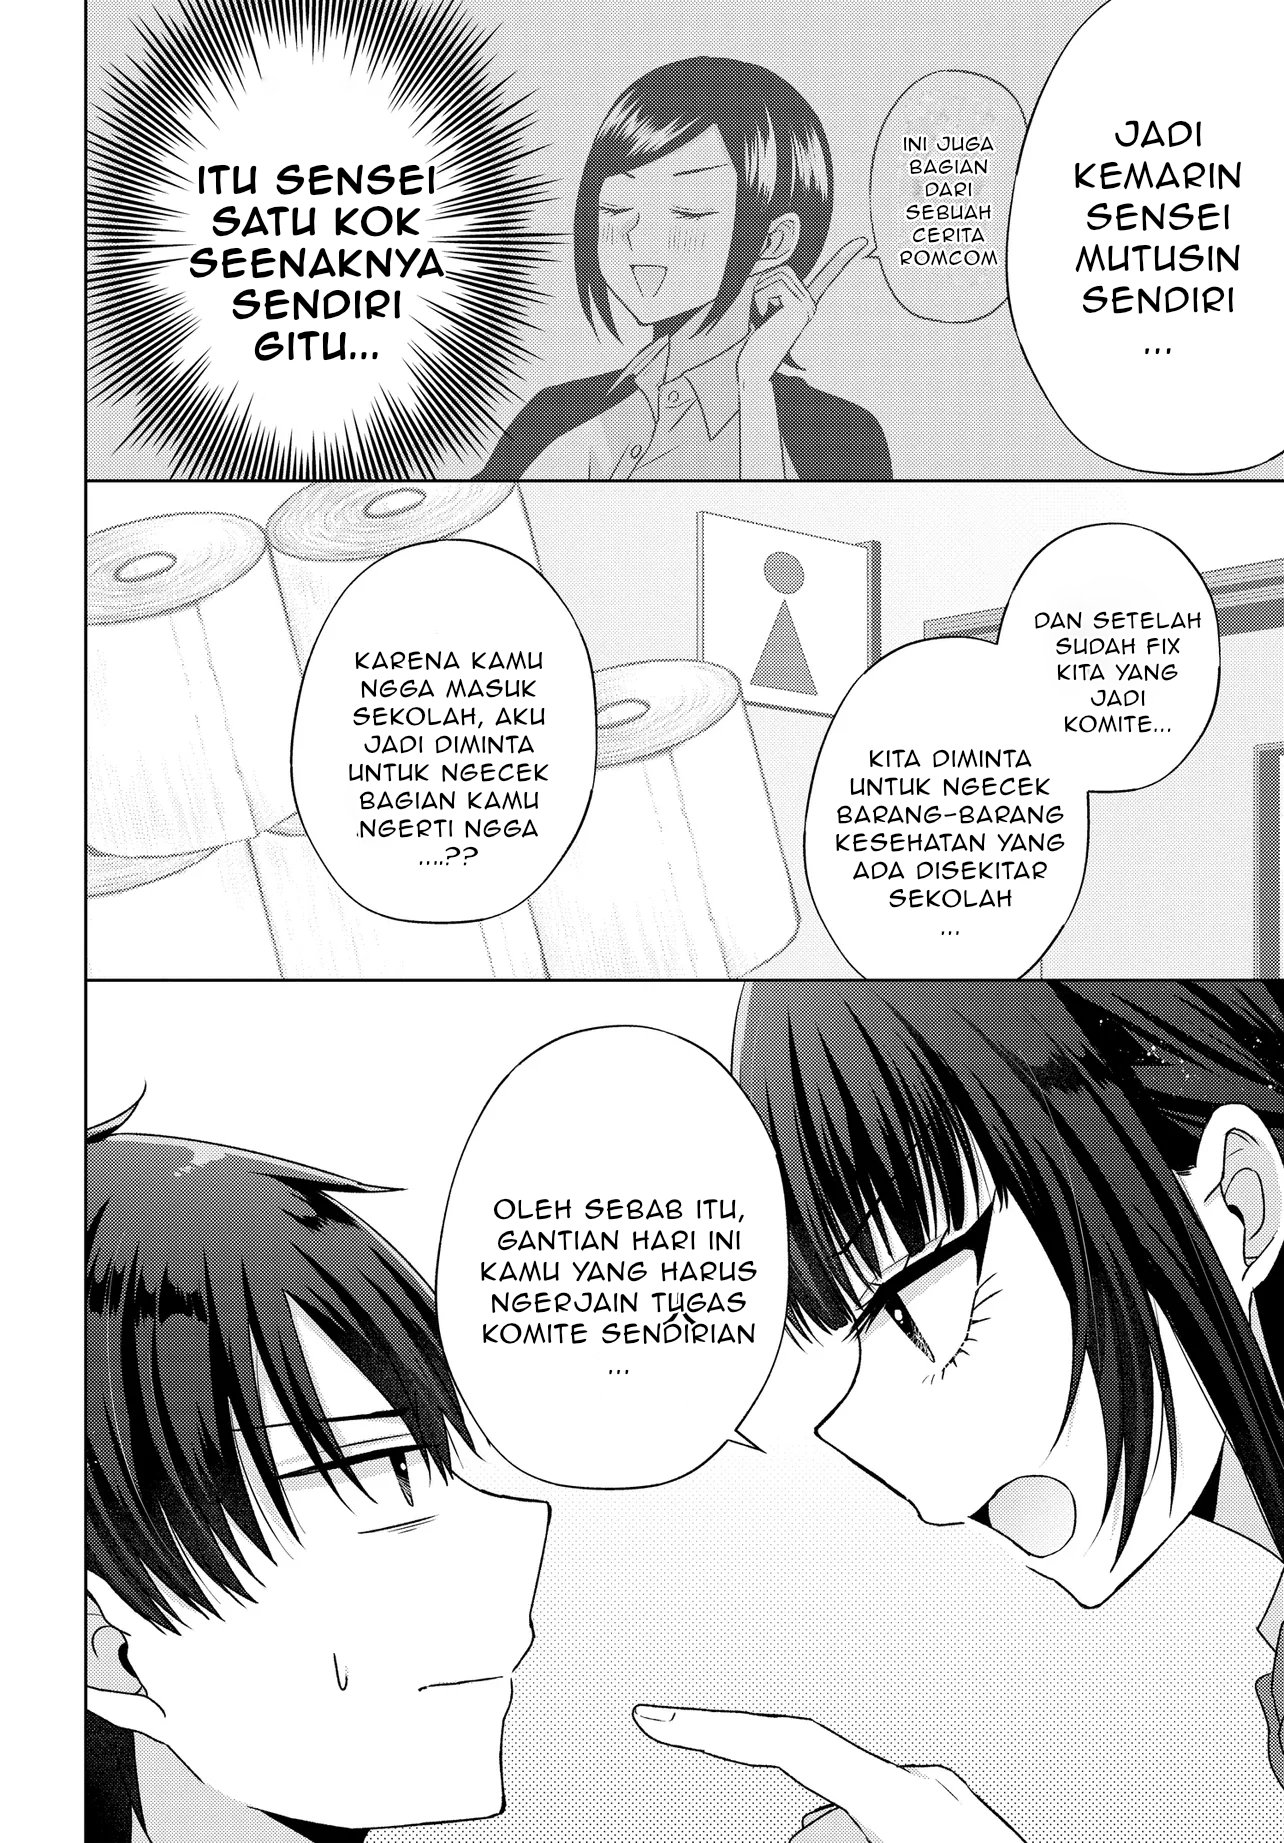 JADI
KEMARIN
SENSEI
MUTUSIN
SENDIRI
...
INI JUGA
BAGIAN
DARI
SEBUAH
CERITA
ROMCOM
ITU SENSEI
SATU KOK
SEENAKNYA
SENDIRI
GITU...
DAN SETELAH
SUDAH FIX
KITA YANG
JADI
KOMITE...
KITA DIMINTA
UNTUK NGECEK
BARANG-BARANG
KESEHATAN YANG
ADA DISEKITAR
SEKOLAH
...
KARENA KAMU
NGGA MASUK
SEKOLAH, AKU
JADI DIMINTA
UNTUK NGECEK
BAGIAN KAMU
NGERTI NGGA
....??
OLEH SEBAB ITU,
GANTIAN HARI INI
KAMU YANG HARUS
NGERJAIN TUGAS
KOMITE SENDIRIAN
...